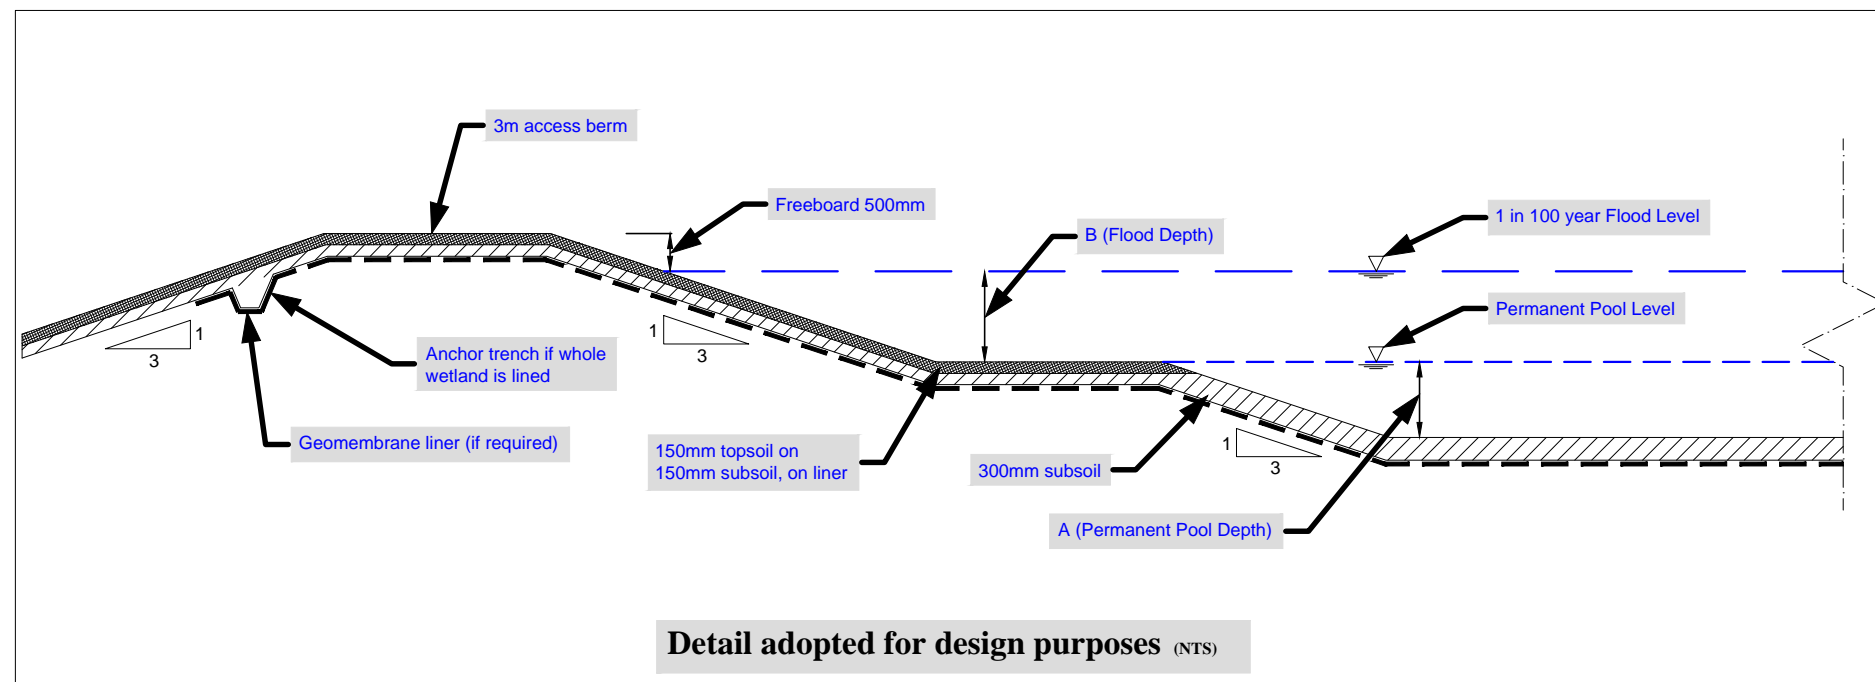 3m access berm
Freeboard 500mm
B (Flood Depth)
1 in 100 year Flood Level
Permanent Pool Level
1
3
1
3
Anchor trench if whole
wetland is lined
Geomembrane liner (if required)
150mm topsoil on
150mm subsoil, on liner
300mm subsoil
1
3
A (Permanent Pool Depth)
Detail adopted for design purposes (NTS)